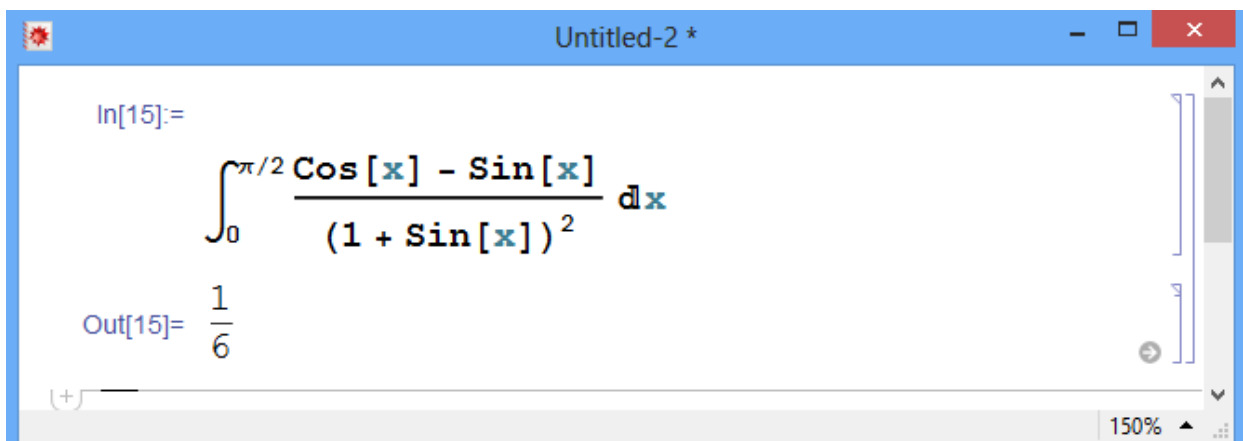 Untitled-2 *
In[15]:=
∫₀^π/2 (Cos[x] - Sin[x])/(1 + Sin[x])² ⅆx
Out[15]= 1/6
150%